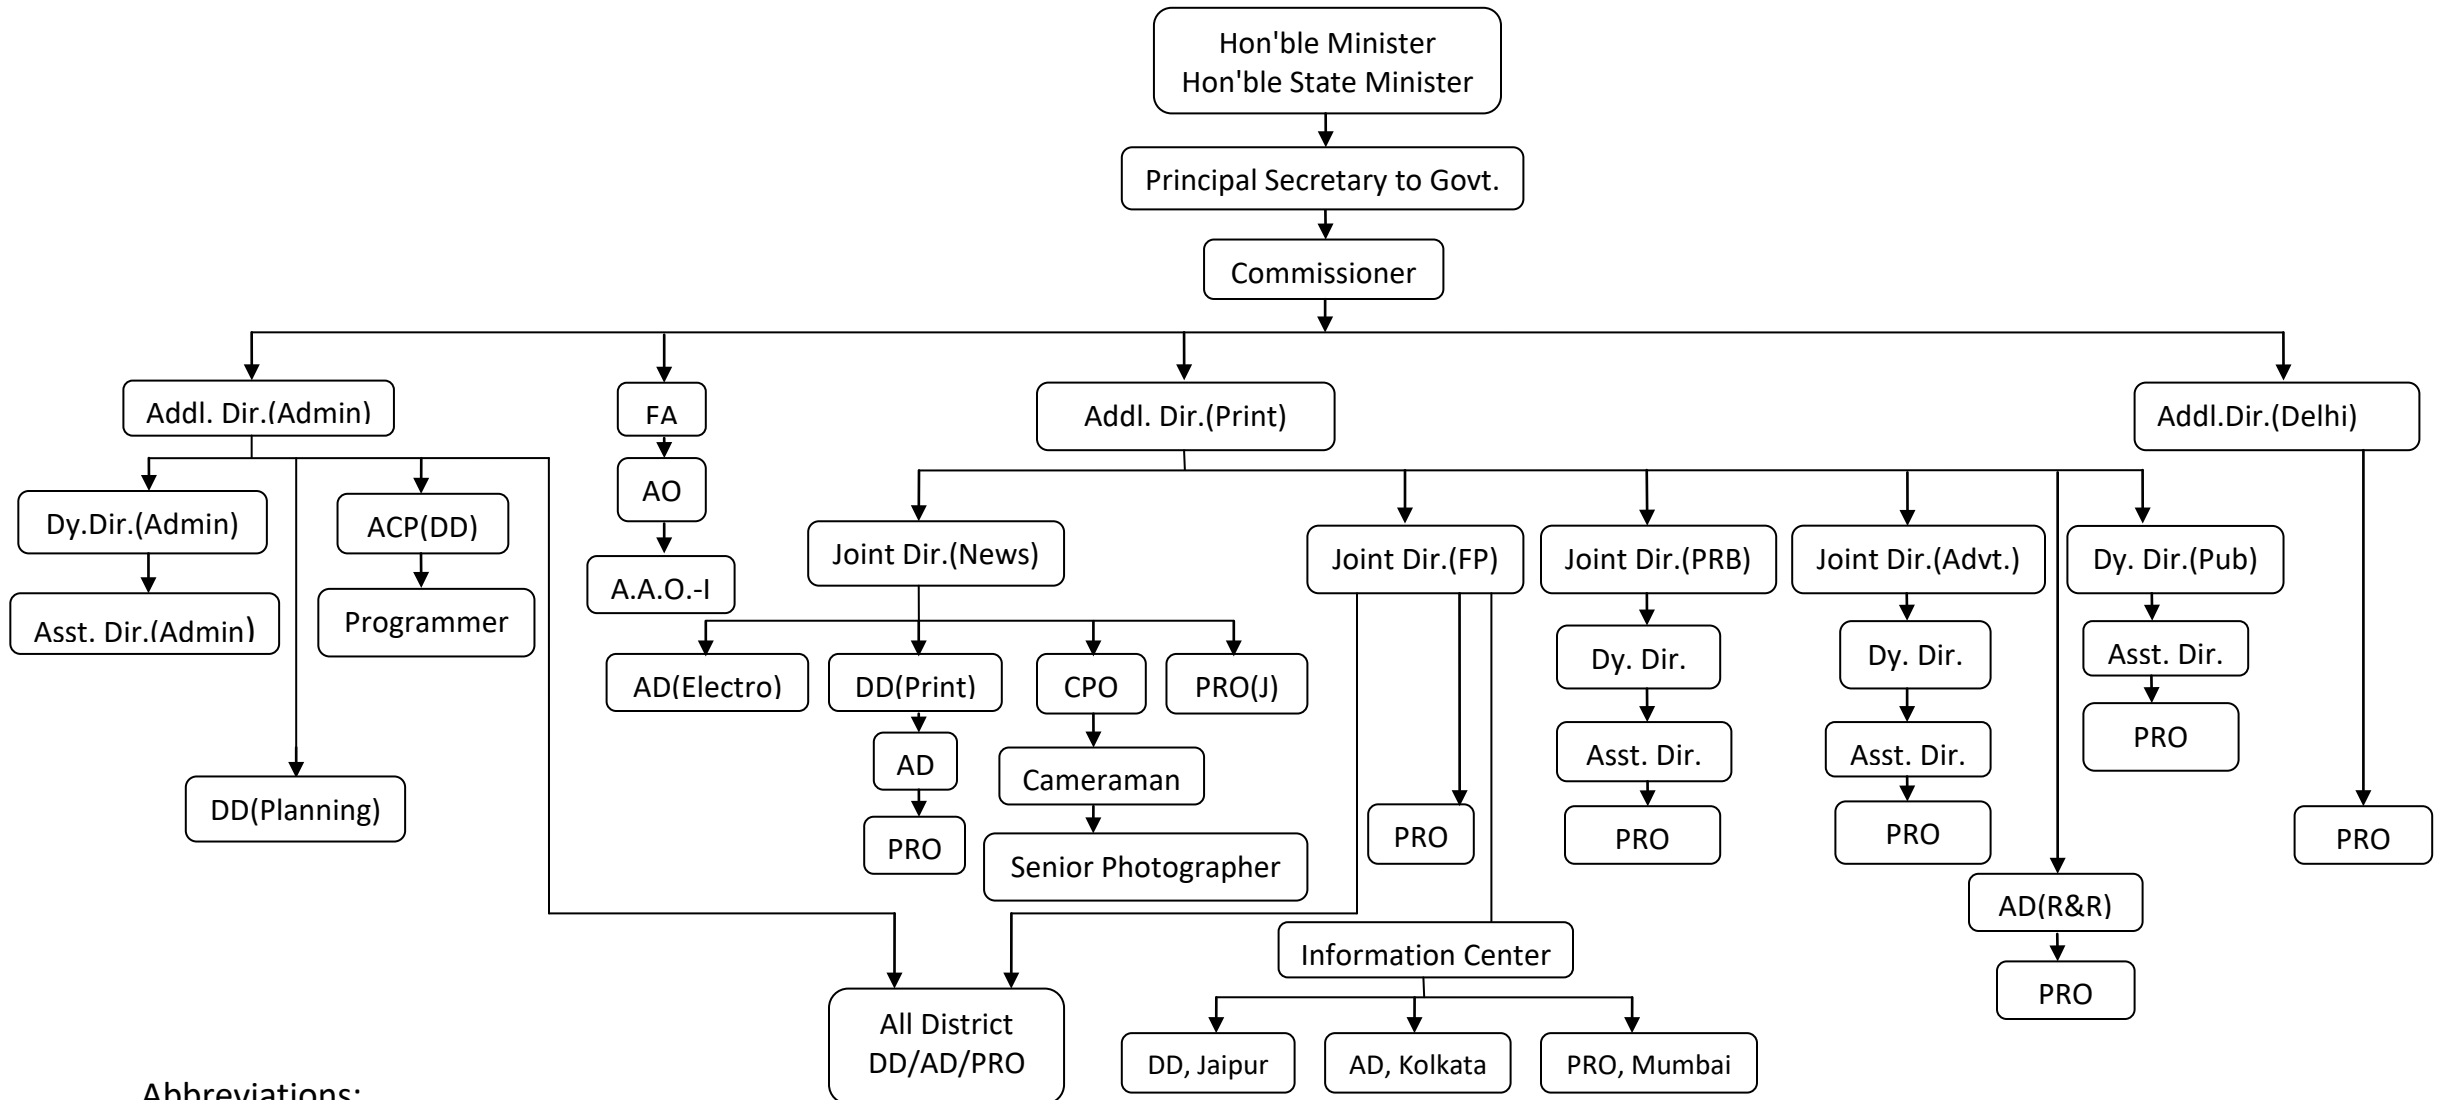 Hon'ble Minister
Hon'ble State Minister
Principal Secretary to Govt.
Commissioner
Addl. Dir.(Admin)
FA
Addl. Dir.(Print)
Addl.Dir.(Delhi)
Dy.Dir.(Admin)
ACP(DD)
AO
Joint Dir.(News)
Joint Dir.(FP)
Joint Dir.(PRB)
Joint Dir.(Advt.)
Dy. Dir.(Pub)
Asst. Dir.(Admin)
Programmer
A.A.O.-I
AD(Electro)
DD(Print)
CPO
PRO(J)
Dy. Dir.
Dy. Dir.
Asst. Dir.
AD
Cameraman
Asst. Dir.
Asst. Dir.
PRO
DD(Planning)
PRO
Senior Photographer
PRO
PRO
PRO
PRO
AD(R&R)
Information Center
PRO
All District
DD/AD/PRO
DD, Jaipur
AD, Kolkata
PRO, Mumbai
Abbreviations: